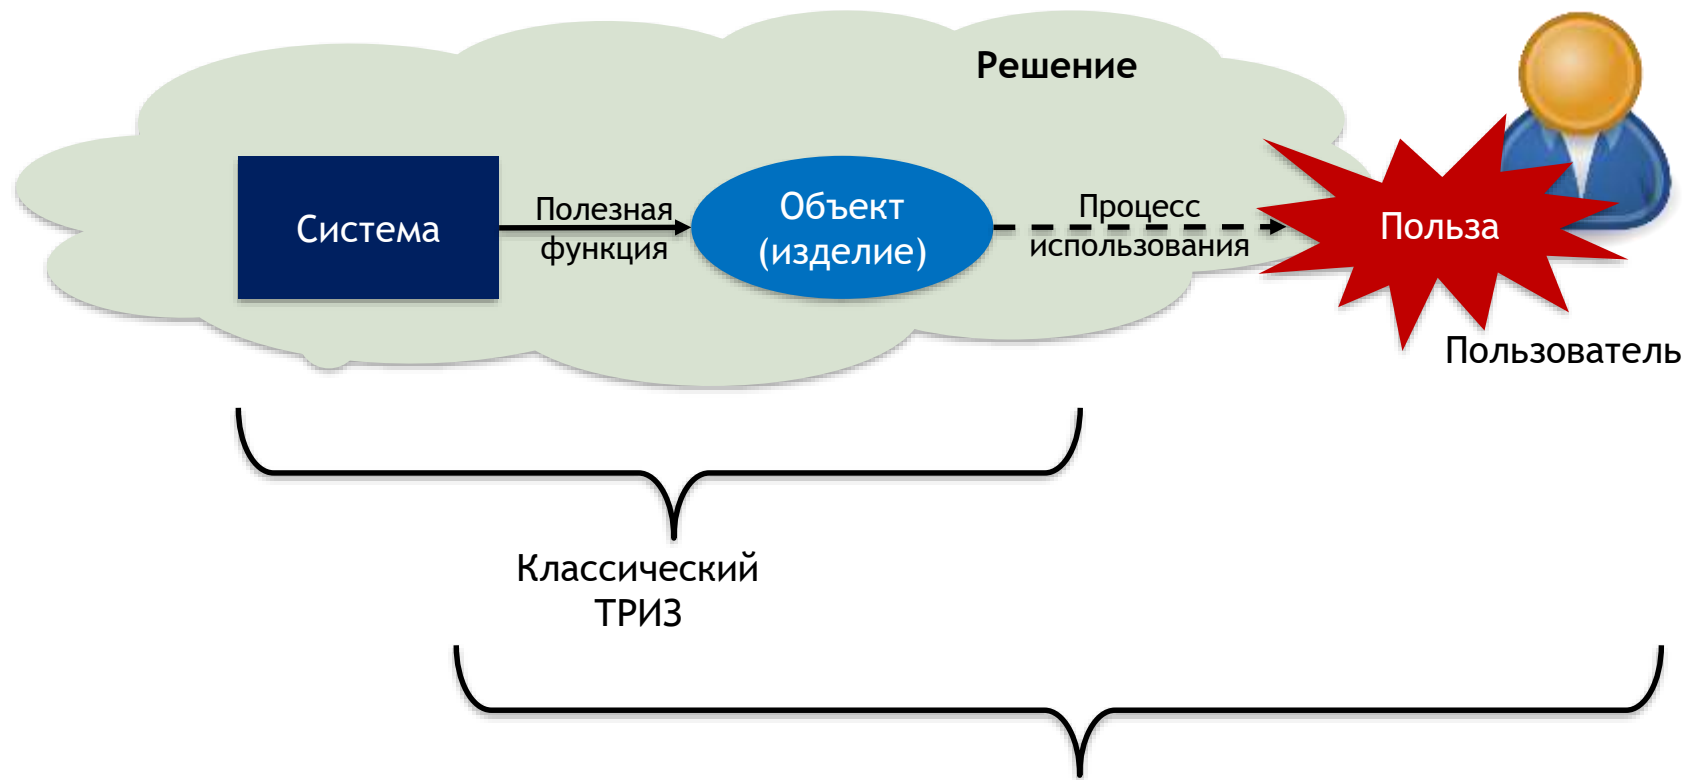 Решение
Система
Полезная
функция
Объект
(изделие)
Процесс
использования
Польза
Пользователь
Классический
ТРИЗ